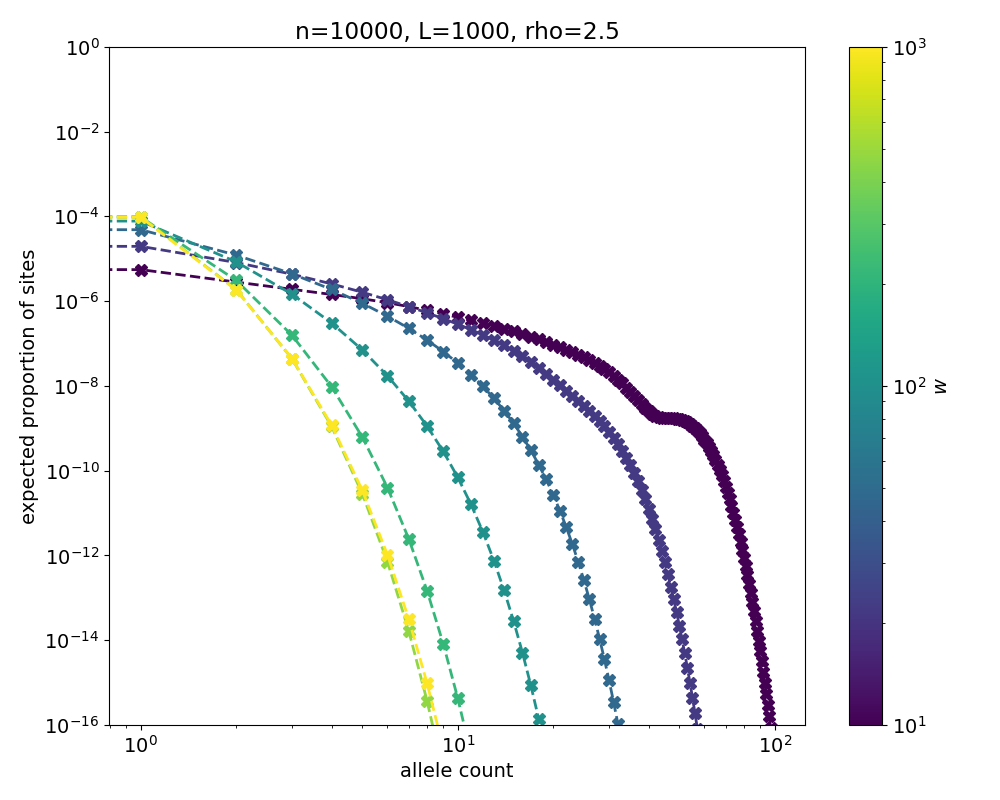 n=10000, L=1000, rho=2.5
expected proportion of sites
10^0
10^-2
10^-4
10^-6
10^-8
10^-10
10^-12
10^-14
10^-16
10^0 10^1 10^2
allele count
10^3
10^2
10^1
w